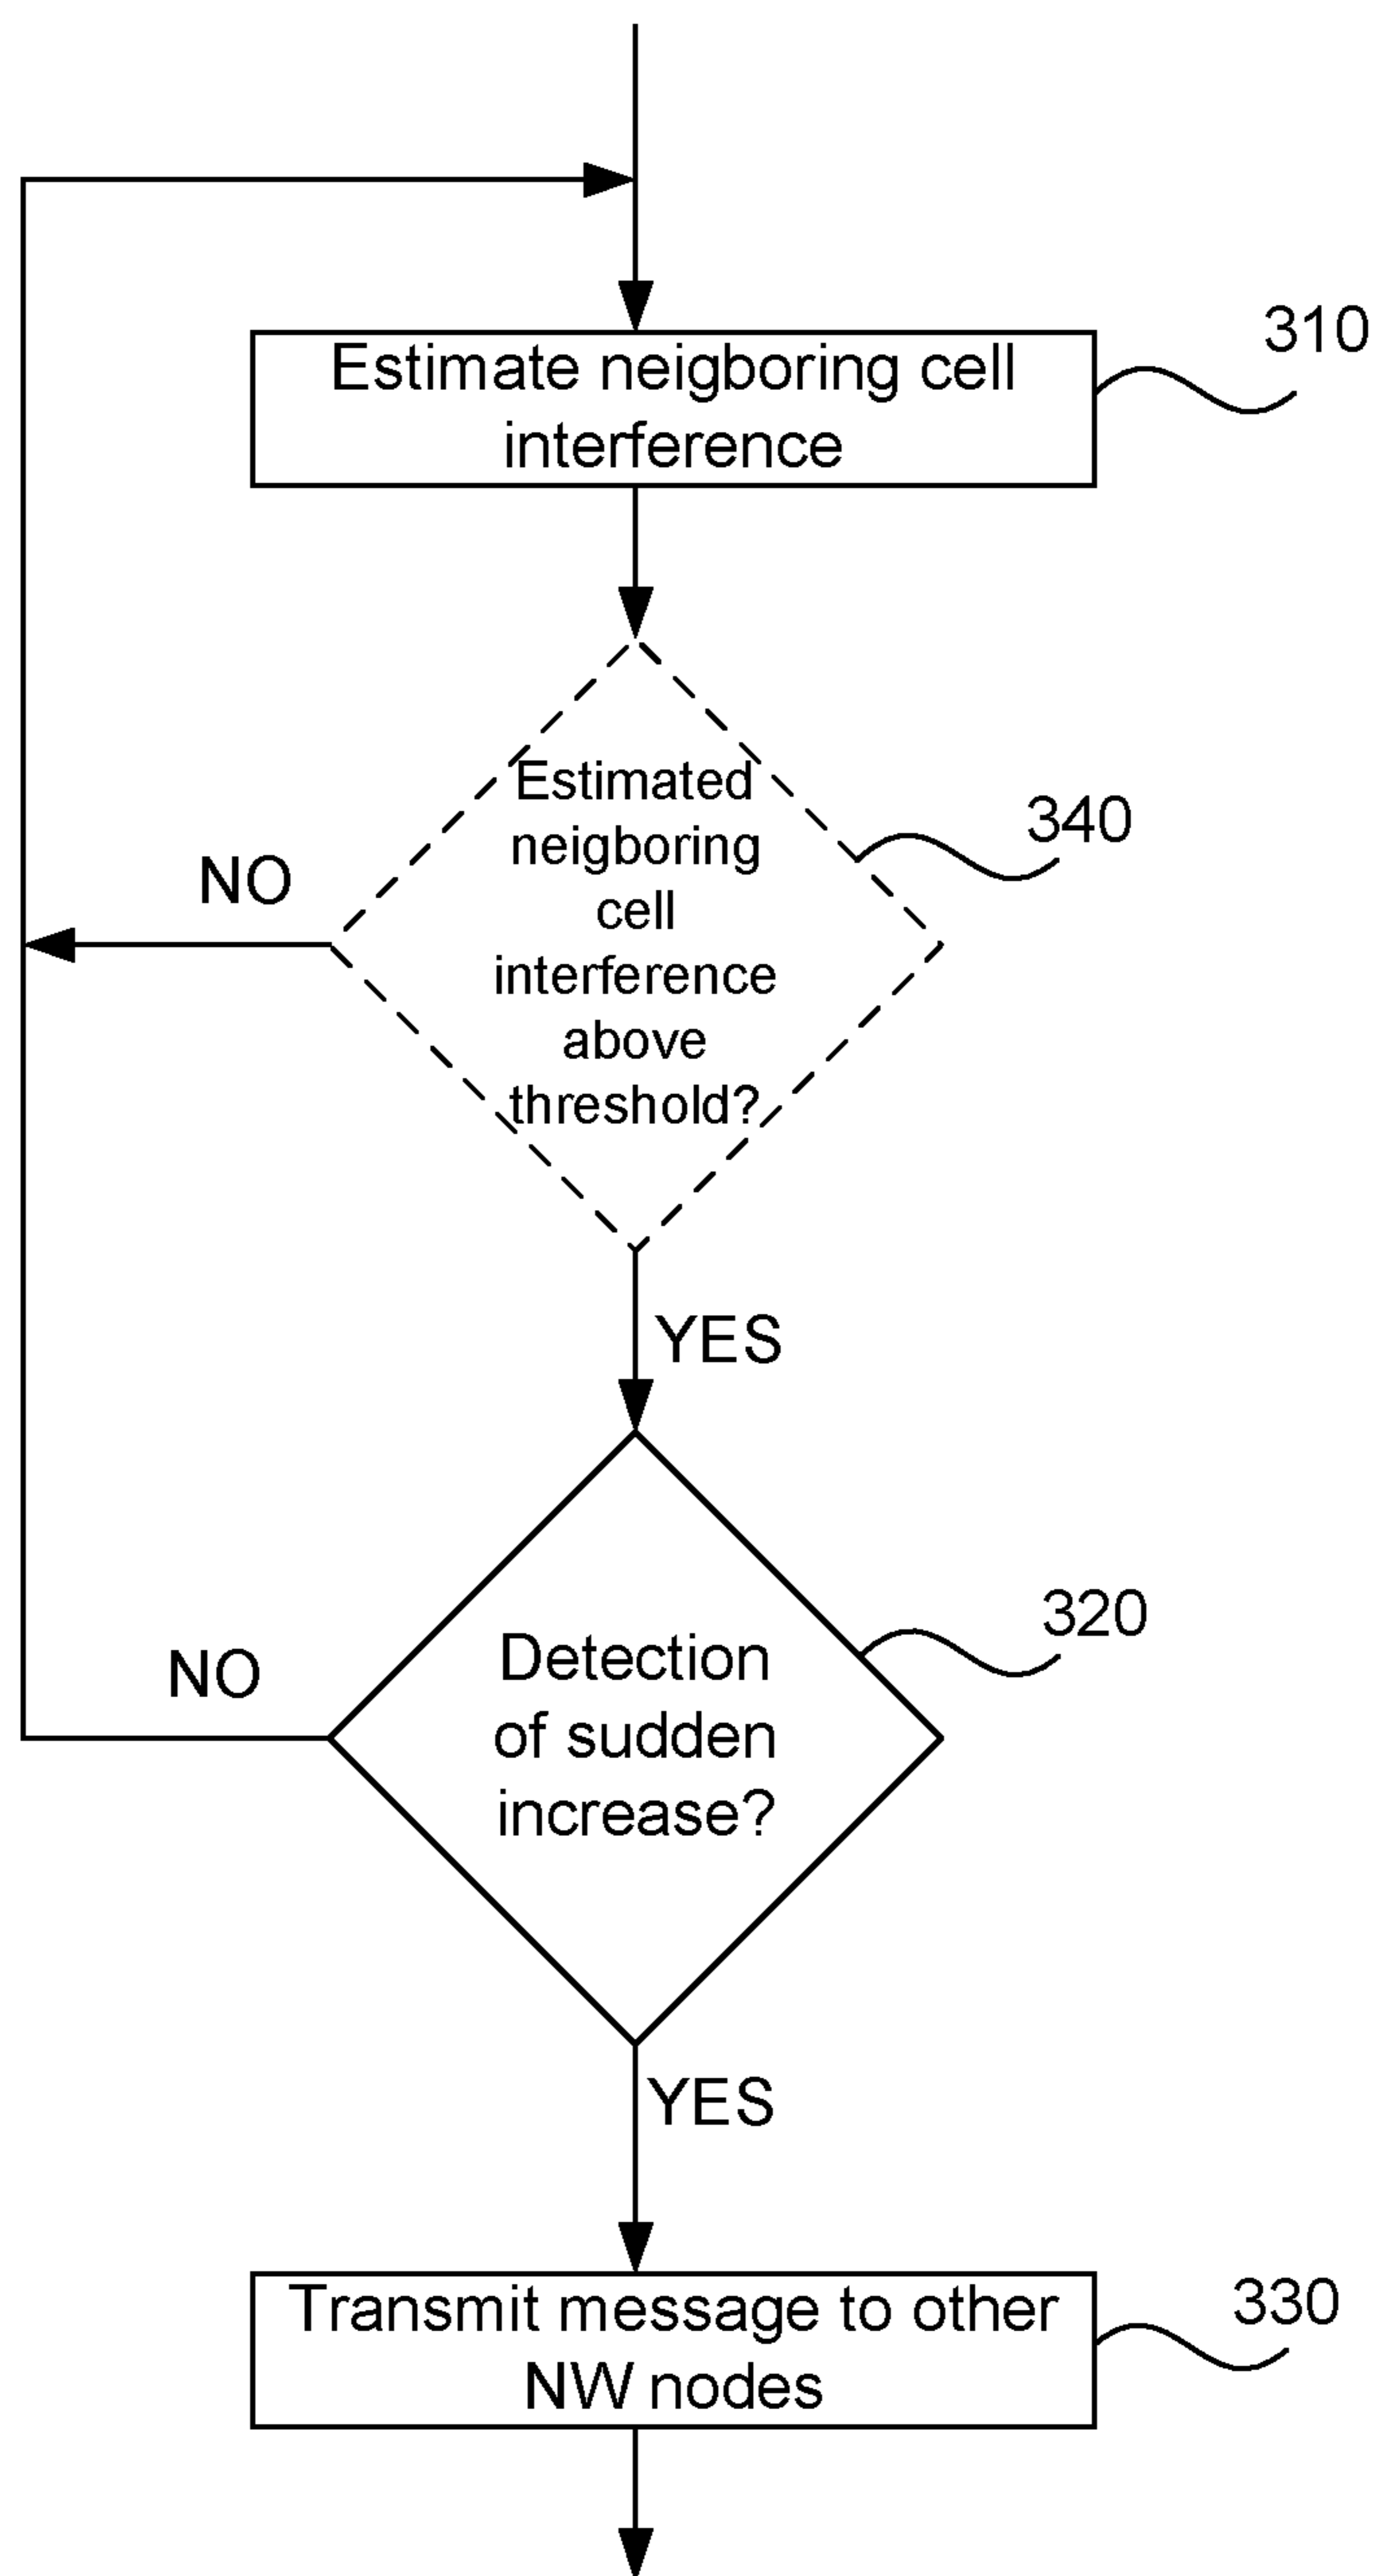 310
Estimate neigboring cell
interference
340
Estimated
neigboring
cell
interference
above
threshold?
NO
YES
320
Detection
of sudden
increase?
NO
YES
330
Transmit message to other
NW nodes